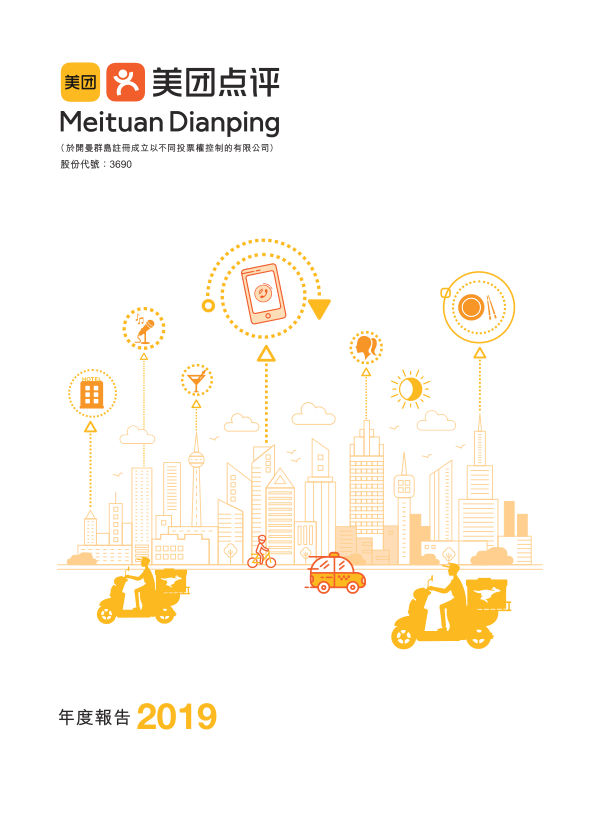 美团 美团点评
Meituan Dianping
（於開曼群島註冊成立以不同投票權控制的有限公司）
股份代號：3690
HOTEL
年度報告 2019